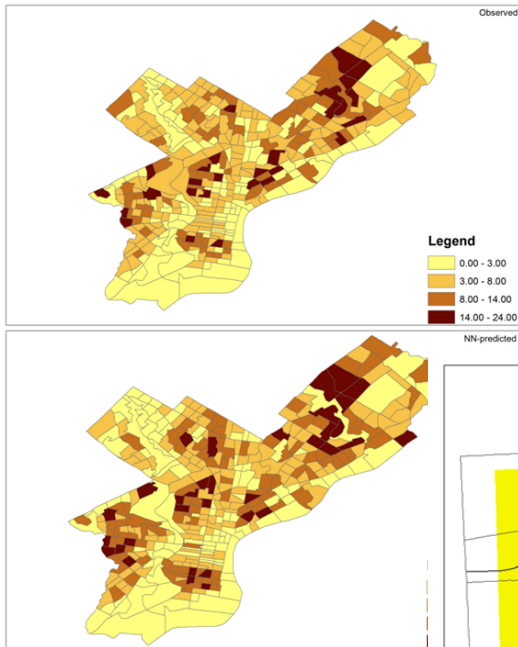 Observed
Legend
0.00 - 3.00
3.00 - 8.00
8.00 - 14.00
14.00 - 24.00
NN-predicted